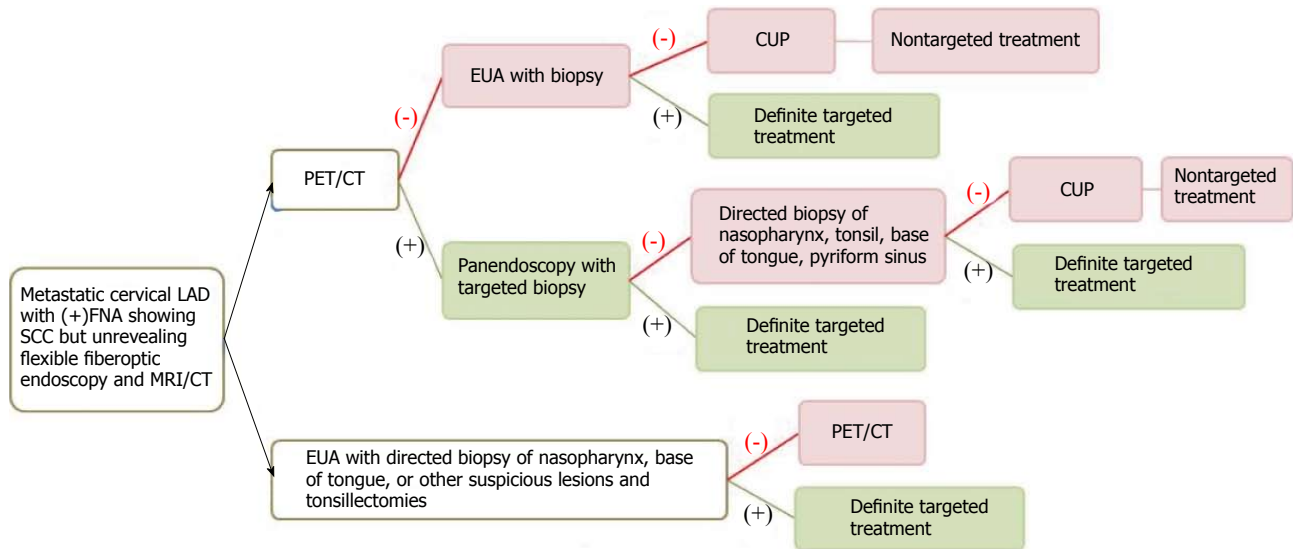 (-)
CUP
Nontargeted treatment
EUA with biopsy
(+)
Definite targeted
treatment
(-)
PET/CT
(+)
(-)
CUP
Nontargeted
treatment
Directed biopsy of
nasopharynx, tonsil, base
of tongue, pyriform sinus
(-)
(+)
Definite targeted
treatment
Panendoscopy with
targeted biopsy
(+)
Definite targeted
treatment
Metastatic cervical LAD
with (+)FNA showing
SCC but unrevealing
flexible fiberoptic
endoscopy and MRI/CT
EUA with directed biopsy of nasopharynx, base
of tongue, or other suspicious lesions and
tonsillectomies
(-)
PET/CT
(+)
Definite targeted
treatment